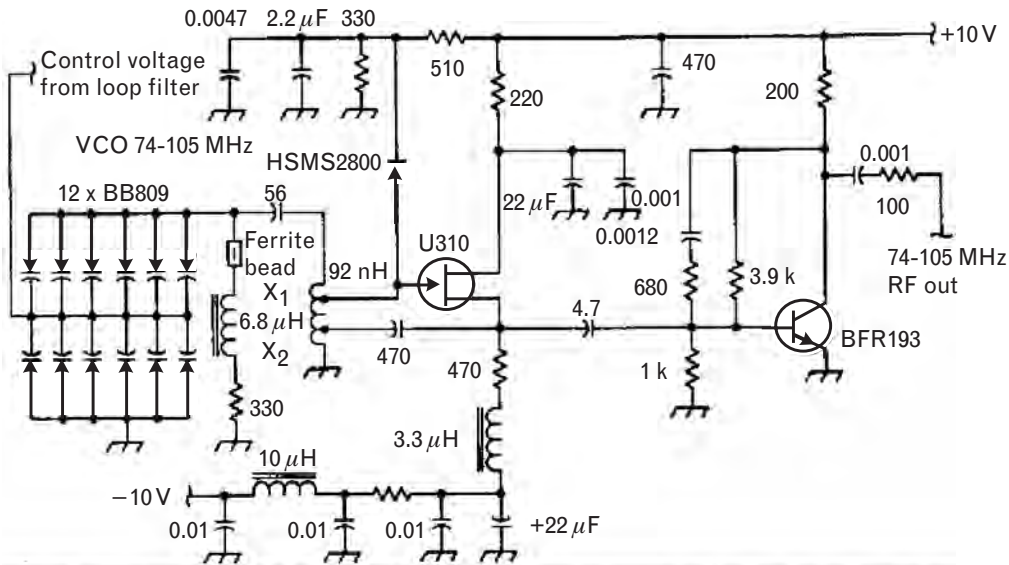 0.0047
2.2 μF
330
510
+10 V
Control voltage
from loop filter
220
470
200
VCO 74-105 MHz
HSMS2800
0.001
12 x BB809
56
22 μF
0.001
100
Ferrite
bead
92 nH
U310
0.0012
74-105 MHz
RF out
X1
680
3.9 k
6.8 μH
4.7
X2
470
BFR193
470
1 k
330
3.3 μH
10 μH
−10 V
0.01
0.01
0.01
+22 μF